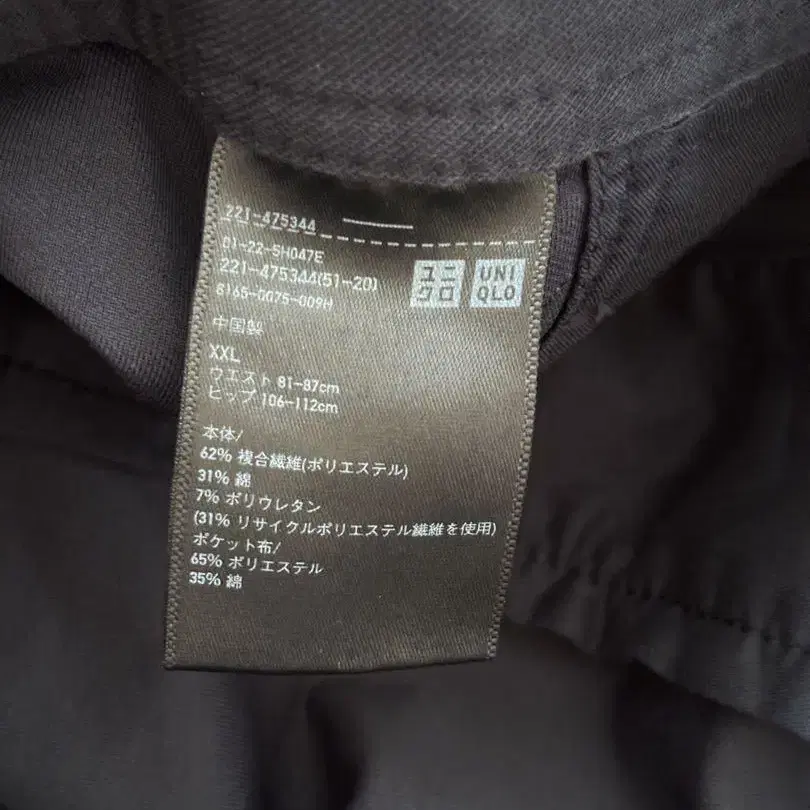 221-475344
01-22-SH047E
221-475344(51-20)
8165-0075-009H
ユニ
クロ
UNI
QLO
中国製
XXL
ウエスト 81-87cm
ヒップ 106-112cm
本体/
62% 複合繊維(ポリエステル)
31% 綿
7% ポリウレタン
(31% リサイクルポリエステル繊維を使用)
ポケット布/
65% ポリエステル
35% 綿